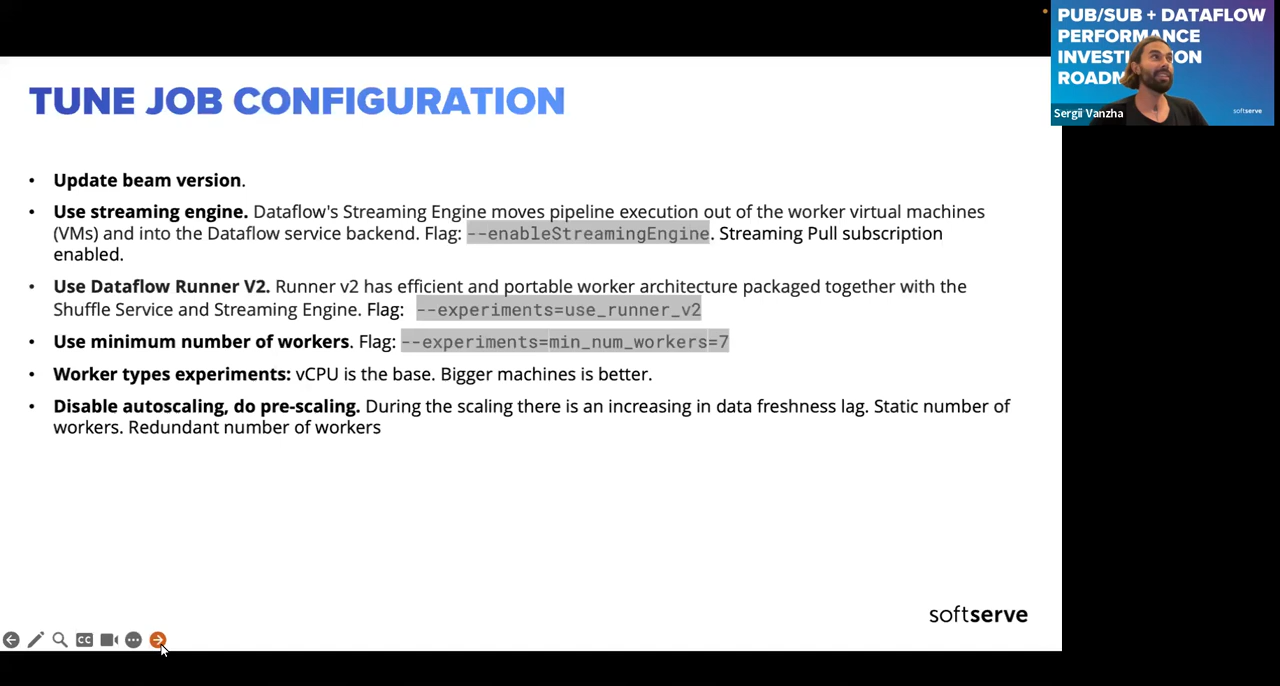 PUB/SUB + DATAFLOW
PERFORMANCE
INVESTI ON
ROADM
Sergii Vanzha
softserve
TUNE JOB CONFIGURATION
• Update beam version.
• Use streaming engine. Dataflow's Streaming Engine moves pipeline execution out of the worker virtual machines
(VMs) and into the Dataflow service backend. Flag: --enableStreamingEngine. Streaming Pull subscription
enabled.
• Use Dataflow Runner V2. Runner v2 has efficient and portable worker architecture packaged together with the
Shuffle Service and Streaming Engine. Flag: --experiments=use_runner_v2
• Use minimum number of workers. Flag: --experiments=min_num_workers=7
• Worker types experiments: vCPU is the base. Bigger machines is better.
• Disable autoscaling, do pre-scaling. During the scaling there is an increasing in data freshness lag. Static number of
workers. Redundant number of workers
softserve
CC